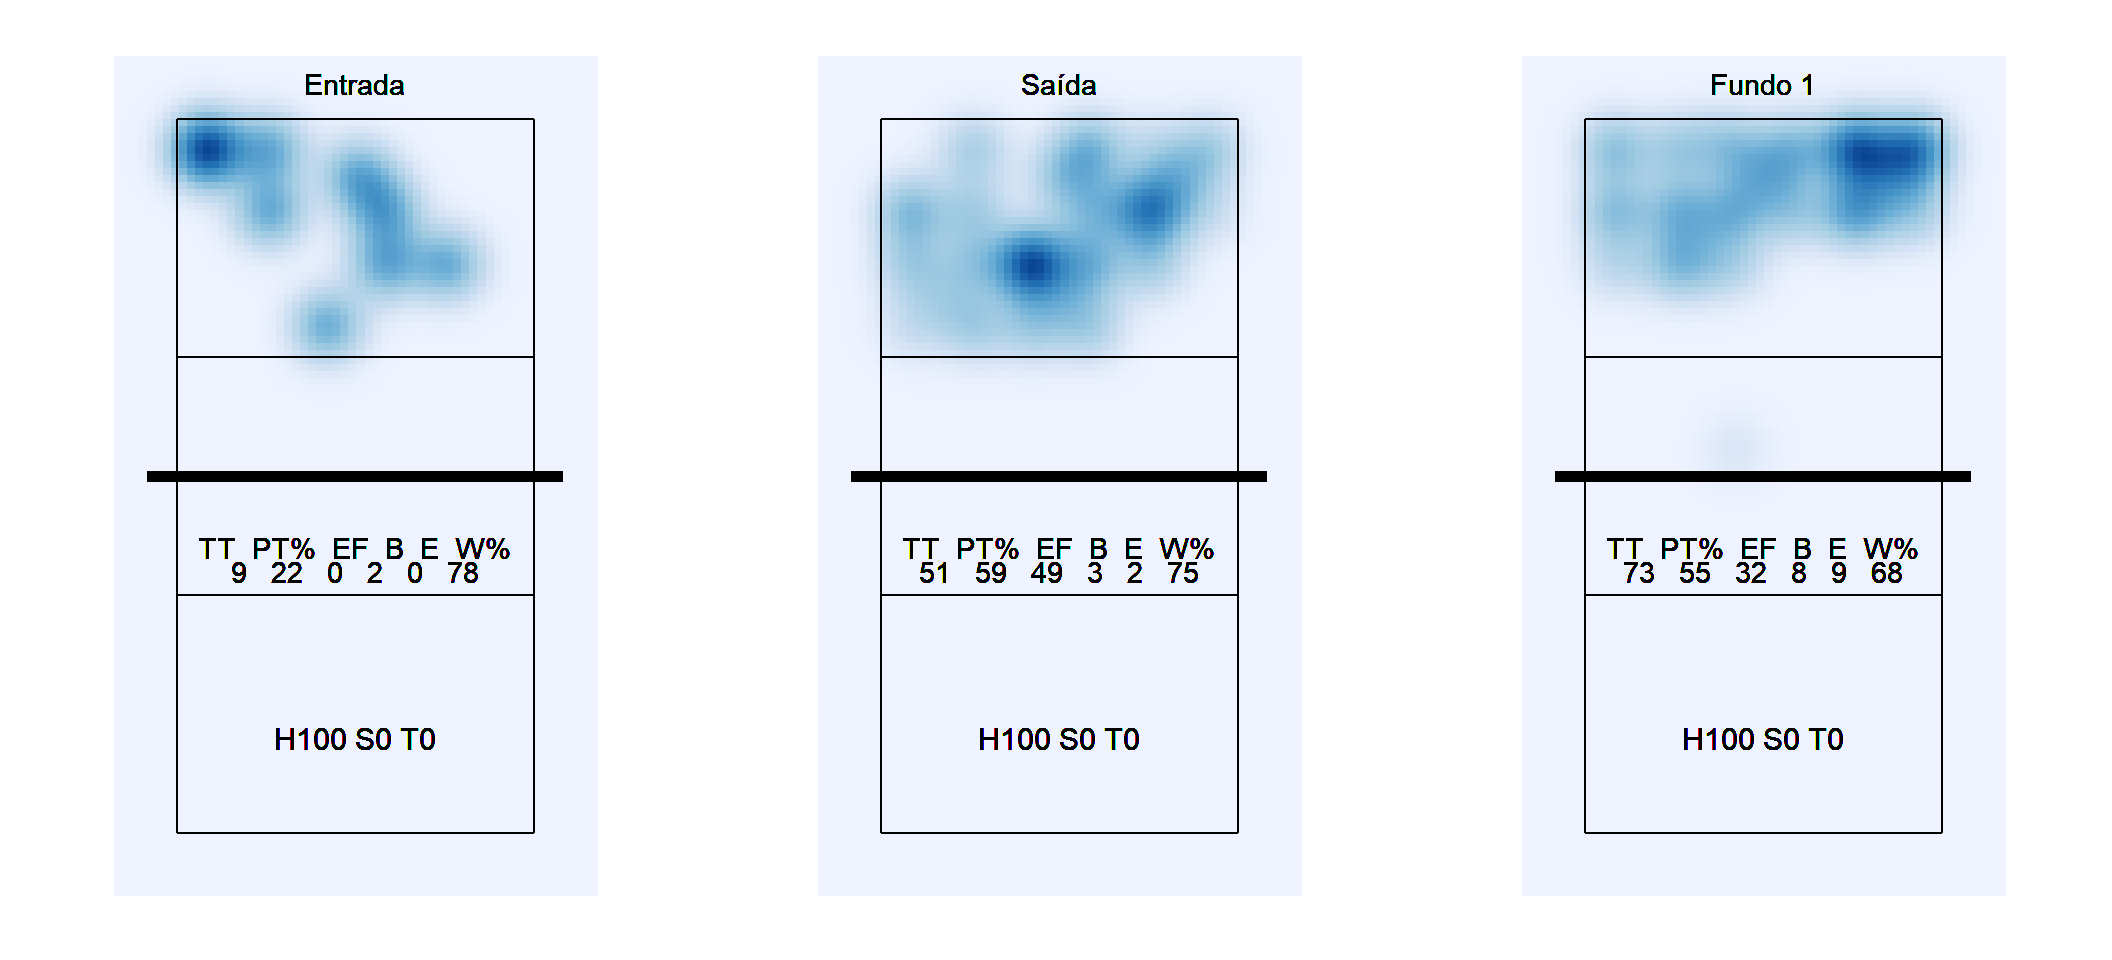 Entrada
TT PT% EF B E W%
9 22 0 2 0 78
H100 S0 T0
Saída
TT PT% EF B E W%
51 59 49 3 2 75
H100 S0 T0
Fundo 1
TT PT% EF B E W%
73 55 32 8 9 68
H100 S0 T0